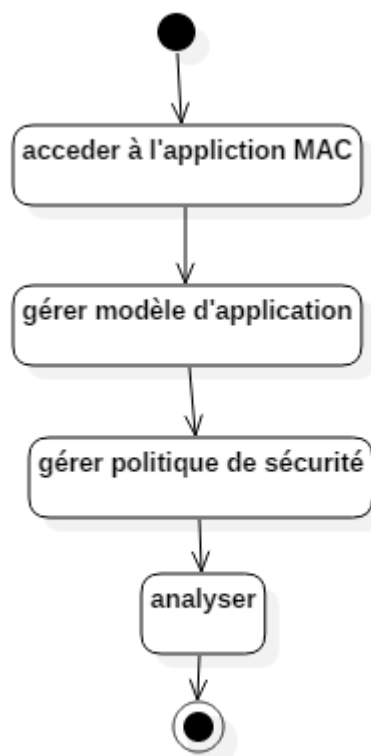 acceder à l'appliction MAC
gérer modèle d'application
gérer politique de sécurité
analyser